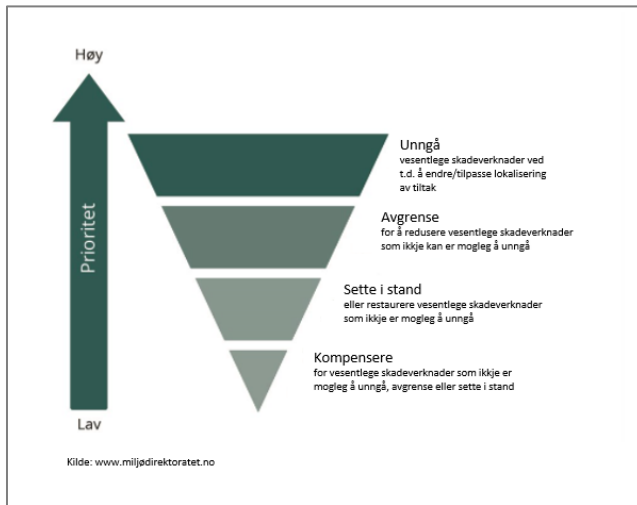 Høy
Prioritet
Unngå
vesentlege skadeverknader ved
t.d. å endre/tilpasse lokalisering
av tiltak
Avgrense
for å redusere vesentlege skadeverknader
som ikkje kan er mogleg å unngå
Sette i stand
eller restaurere vesentlege skadeverknader
som ikkje er mogleg å unngå
Kompensere
for vesentlege skadeverknader som ikkje er
mogleg å unngå, avgrense eller sette i stand
Lav
Kilde: www.miljødirektoratet.no